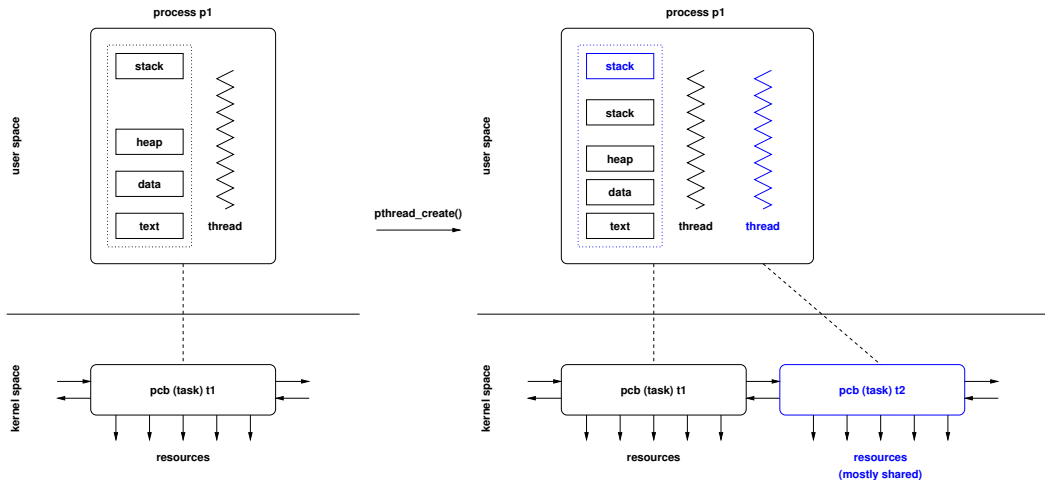 process p1
stack
heap
data
text
thread
user space
kernel space
pcb (task) t1
resources
pthread_create()
process p1
stack
stack
heap
data
text
thread
thread
user space
kernel space
pcb (task) t1
pcb (task) t2
resources
resources
(mostly shared)